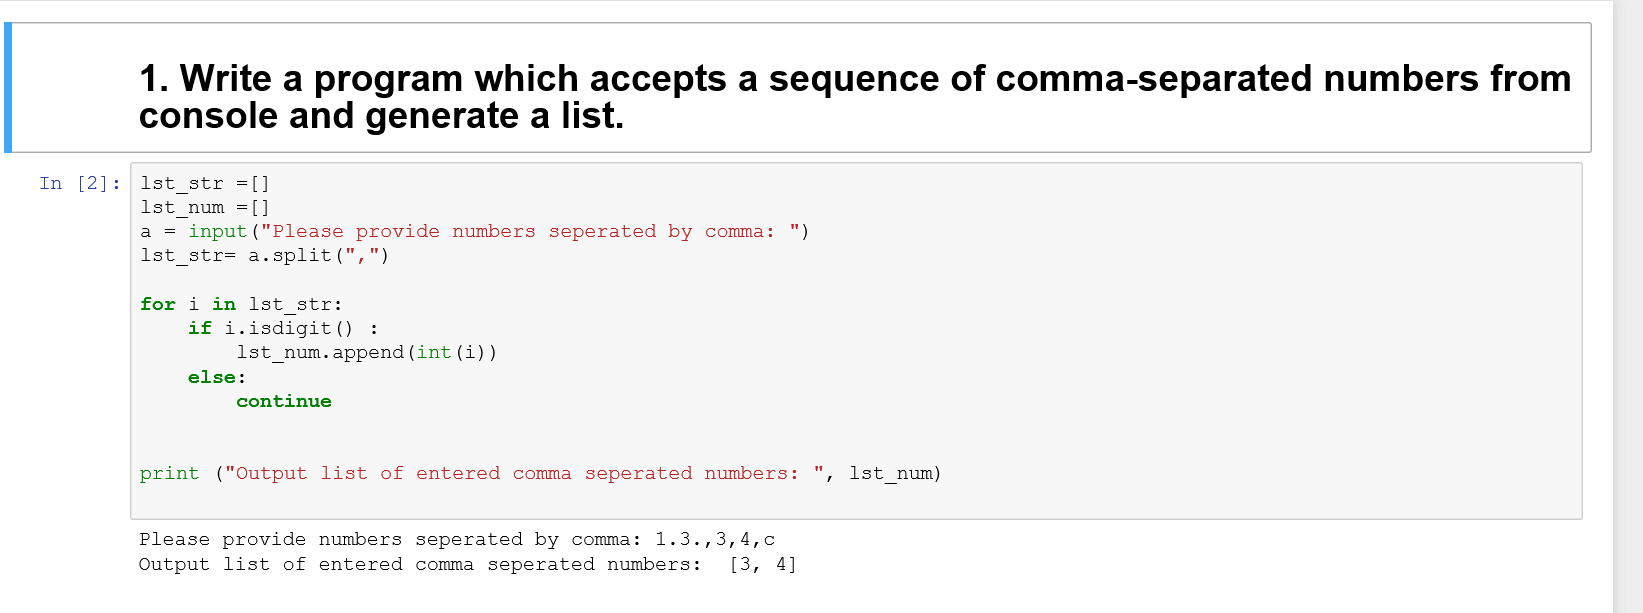 1. Write a program which accepts a sequence of comma-separated numbers from
console and generate a list.
In [2]:
lst_str =[]
lst_num =[]
a = input("Please provide numbers seperated by comma: ")
lst_str= a.split(",")
for i in lst_str:
    if i.isdigit() :
        lst_num.append(int(i))
    else:
        continue
print ("Output list of entered comma seperated numbers: ", lst_num)
Please provide numbers seperated by comma: 1.3.,3,4,c
Output list of entered comma seperated numbers:  [3, 4]